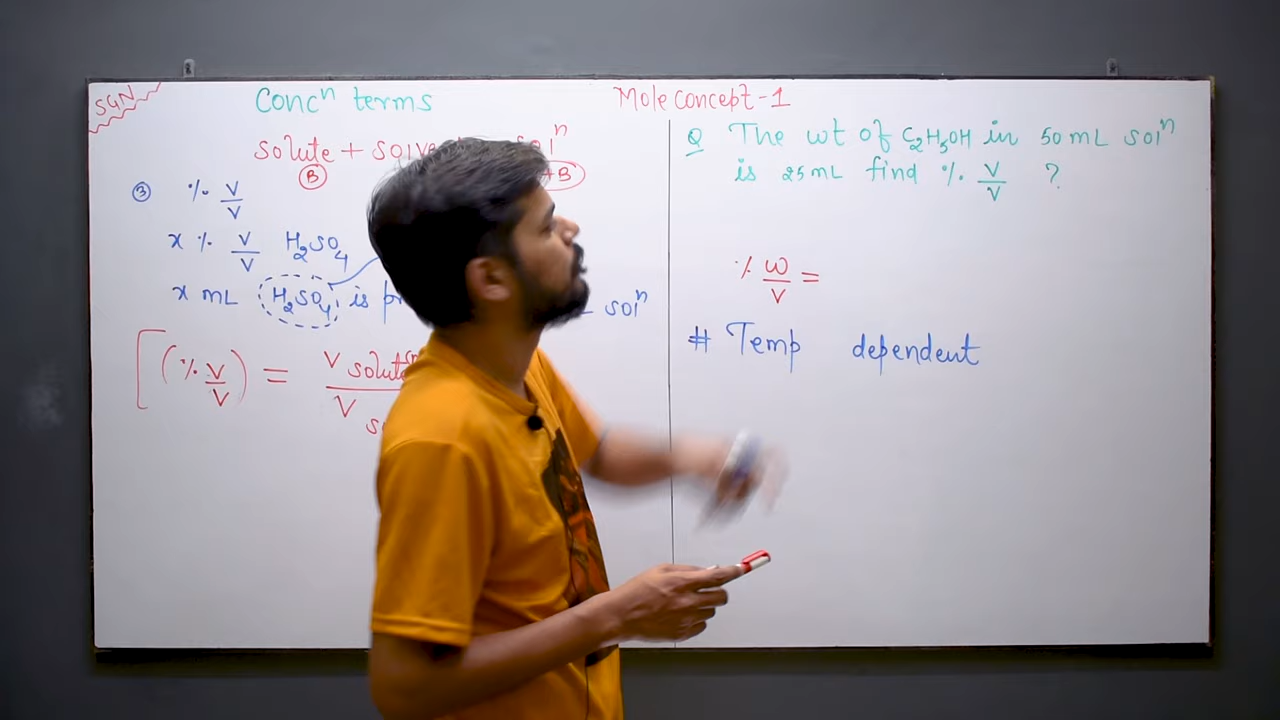 SGN
Concⁿ terms
Mole concept - 1
solute + solve solⁿ
B +B)
③ % V/V
x % V/V H₂SO₄
x mL H₂SO₄ is solⁿ
[(% V/V) = V solute / V
Q The wt of C₂H₅OH in 50 mL solⁿ
is 25 mL find % V/V ?
% w/V =
# Temp dependent